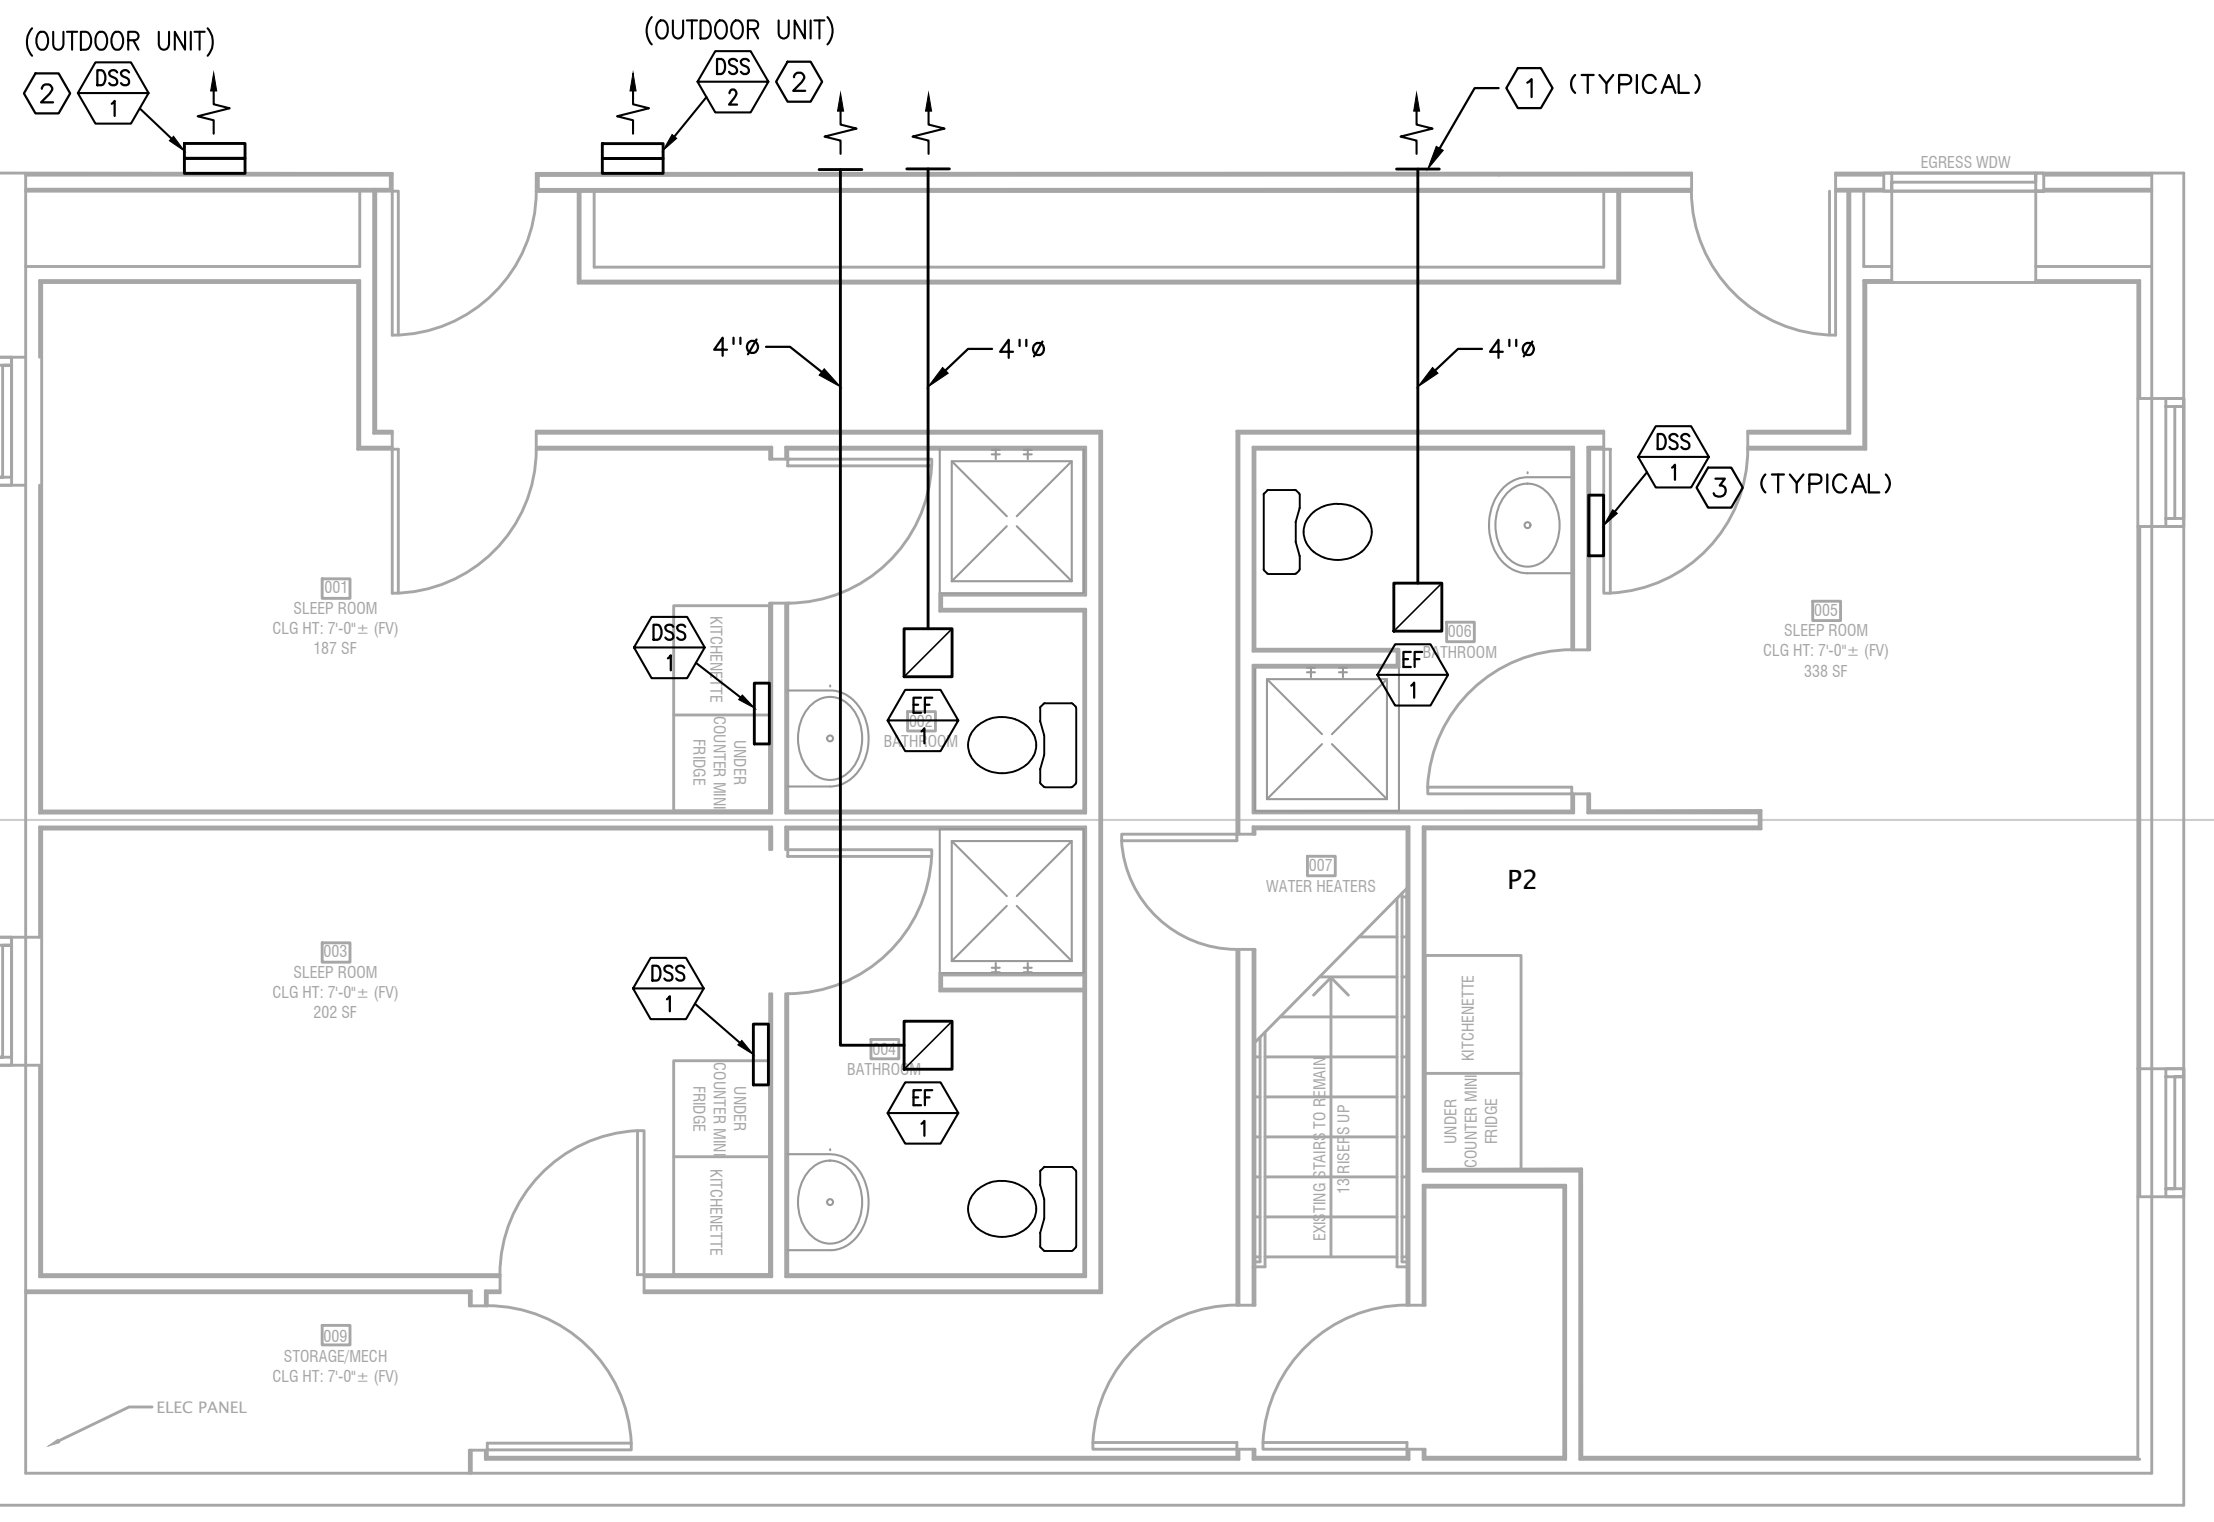 (OUTDOOR UNIT)
2
DSS
1
(OUTDOOR UNIT)
DSS
2
2
1
(TYPICAL)
EGRESS WDW
4"ø
4"ø
4"ø
DSS
1
3
(TYPICAL)
001
SLEEP ROOM
CLG HT: 7'-0"± (FV)
187 SF
DSS
1
KITCHENETTE
UNDER
COUNTER MINI
FRIDGE
EF
1
002
BATHROOM
006
BATHROOM
EF
1
005
SLEEP ROOM
CLG HT: 7'-0"± (FV)
338 SF
007
WATER HEATERS
P2
003
SLEEP ROOM
CLG HT: 7'-0"± (FV)
202 SF
DSS
1
UNDER
COUNTER MINI
FRIDGE
KITCHENETTE
004
BATHROOM
EF
1
EXISTING STAIRS TO REMAIN
13 RISERS UP
KITCHENETTE
UNDER
COUNTER MINI
FRIDGE
009
STORAGE/MECH
CLG HT: 7'-0"± (FV)
ELEC PANEL